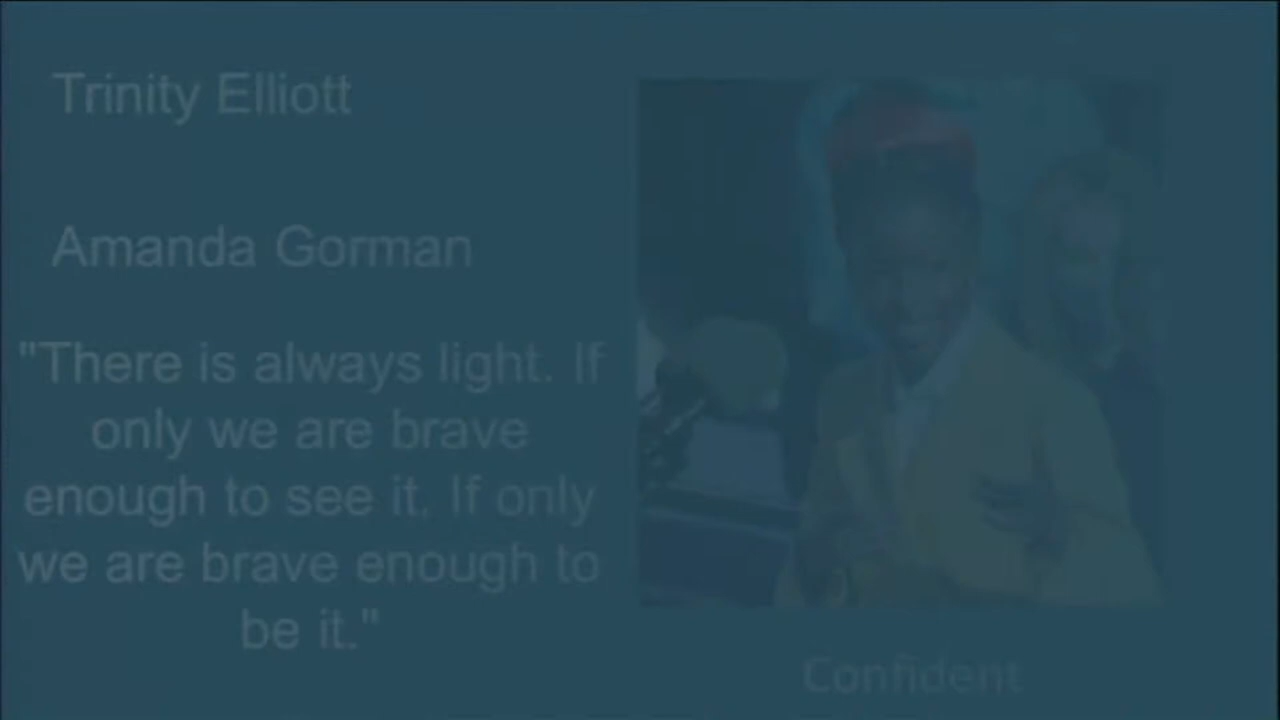 Trinity Elliott
Amanda Gorman
"There is always light. If
only we are brave
enough to see it. If only
we are brave enough to
be it."
Confident